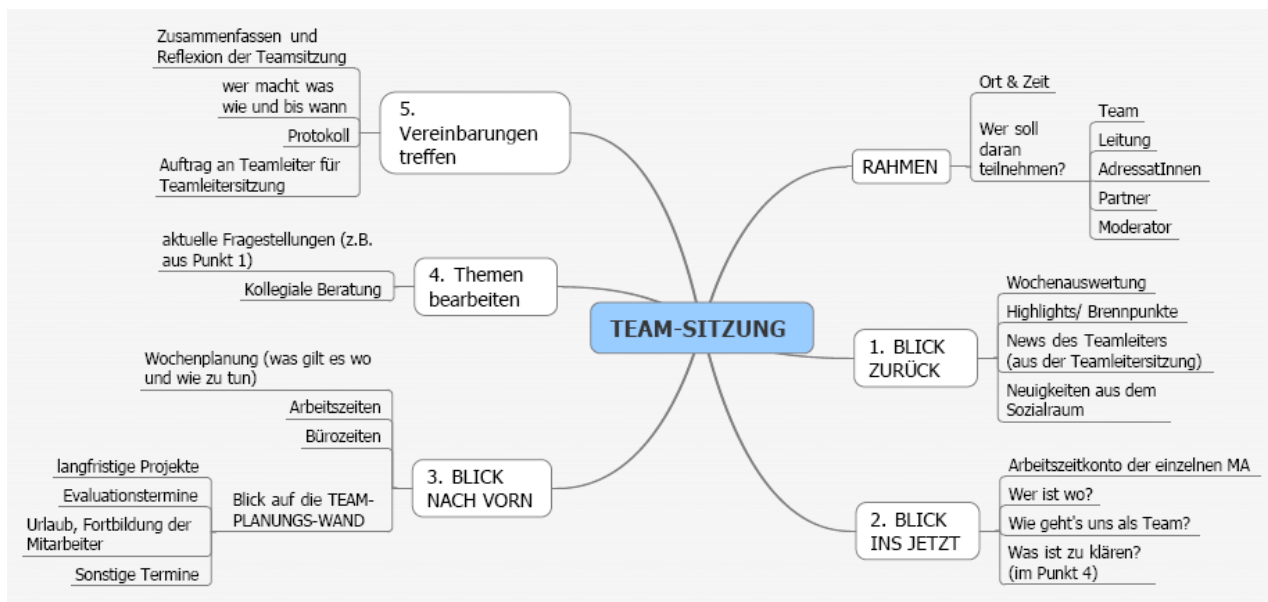 TEAM-SITZUNG
RAHMEN
Ort & Zeit
Wer soll
daran
teilnehmen?
Team
Leitung
AdressatInnen
Partner
Moderator
1. BLICK
ZURÜCK
Wochenauswertung
Highlights/ Brennpunkte
News des Teamleiters
(aus der Teamleitersitzung)
Neuigkeiten aus dem
Sozialraum
2. BLICK
INS JETZT
Arbeitszeitkonto der einzelnen MA
Wer ist wo?
Wie geht's uns als Team?
Was ist zu klären?
(im Punkt 4)
3. BLICK
NACH VORN
Wochenplanung (was gilt es wo
und wie zu tun)
Arbeitszeiten
Bürozeiten
Blick auf die TEAM-
PLANUNGS-WAND
langfristige Projekte
Evaluationstermine
Urlaub, Fortbildung der
Mitarbeiter
Sonstige Termine
4. Themen
bearbeiten
aktuelle Fragestellungen (z.B.
aus Punkt 1)
Kollegiale Beratung
5.
Vereinbarungen
treffen
Zusammenfassen und
Reflexion der Teamsitzung
wer macht was
wie und bis wann
Protokoll
Auftrag an Teamleiter für
Teamleitersitzung